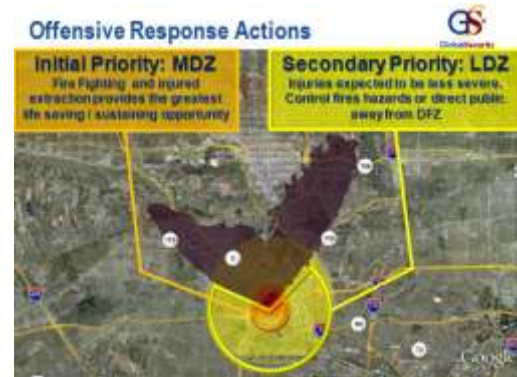 Offensive Response Actions
GS
GlobalSecurity
Initial Priority: MDZ
Fire Fighting and injured
extraction provides the greatest
life saving / sustaining opportunity
Secondary Priority: LDZ
Injuries expected to be less severe.
Control fires hazards or direct public
away from DFZ
Google